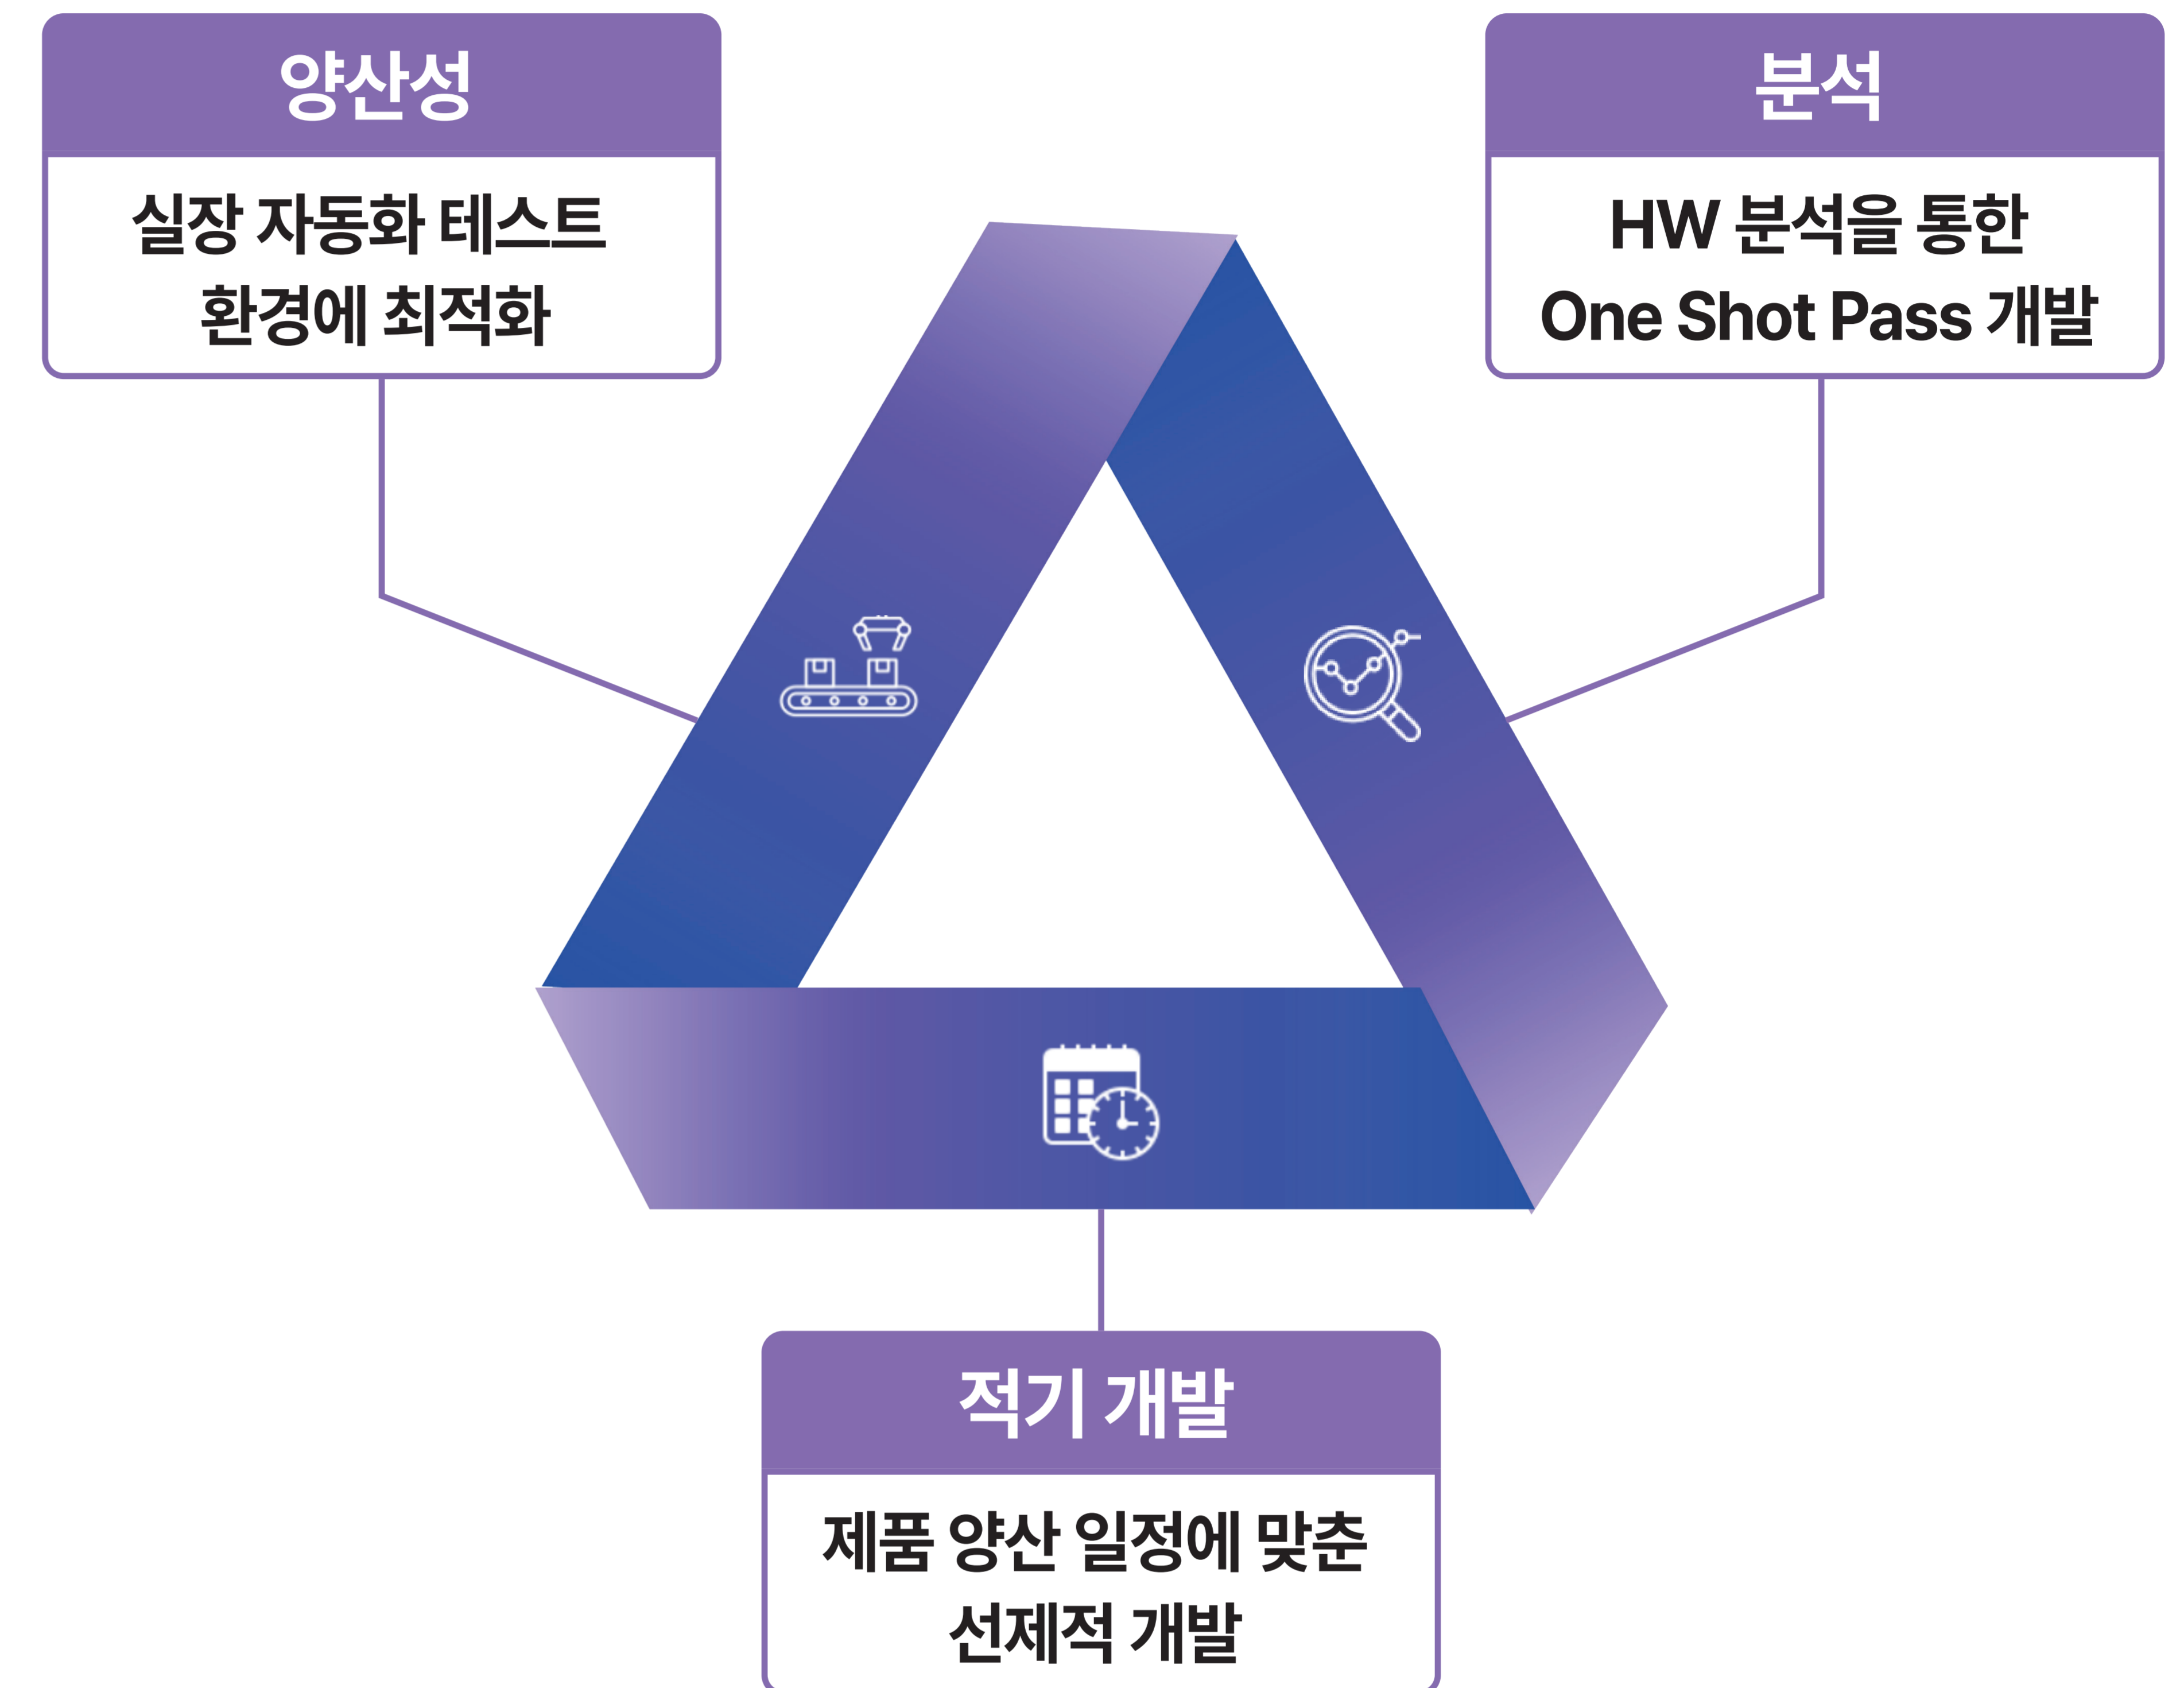 양산성
실장 자동화 테스트
환경에 최적화
분석
HW 분석을 통한
One Shot Pass 개발
적기 개발
제품 양산 일정에 맞춘
선제적 개발